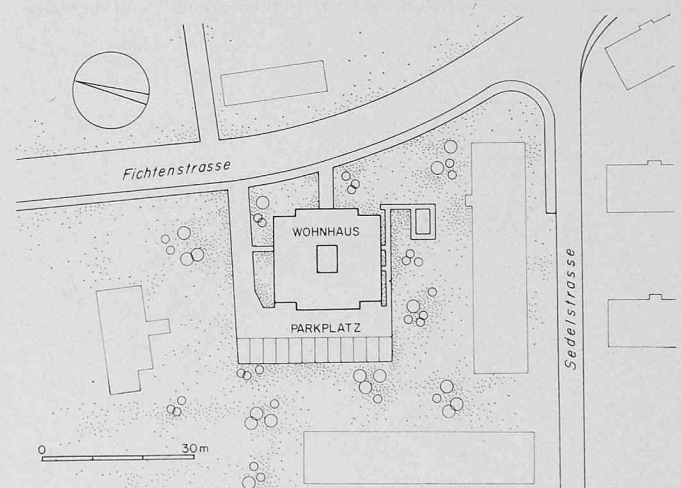 Fichtenstrasse
WOHNHAUS
Sedelstrasse
PARKPLATZ
0 30m